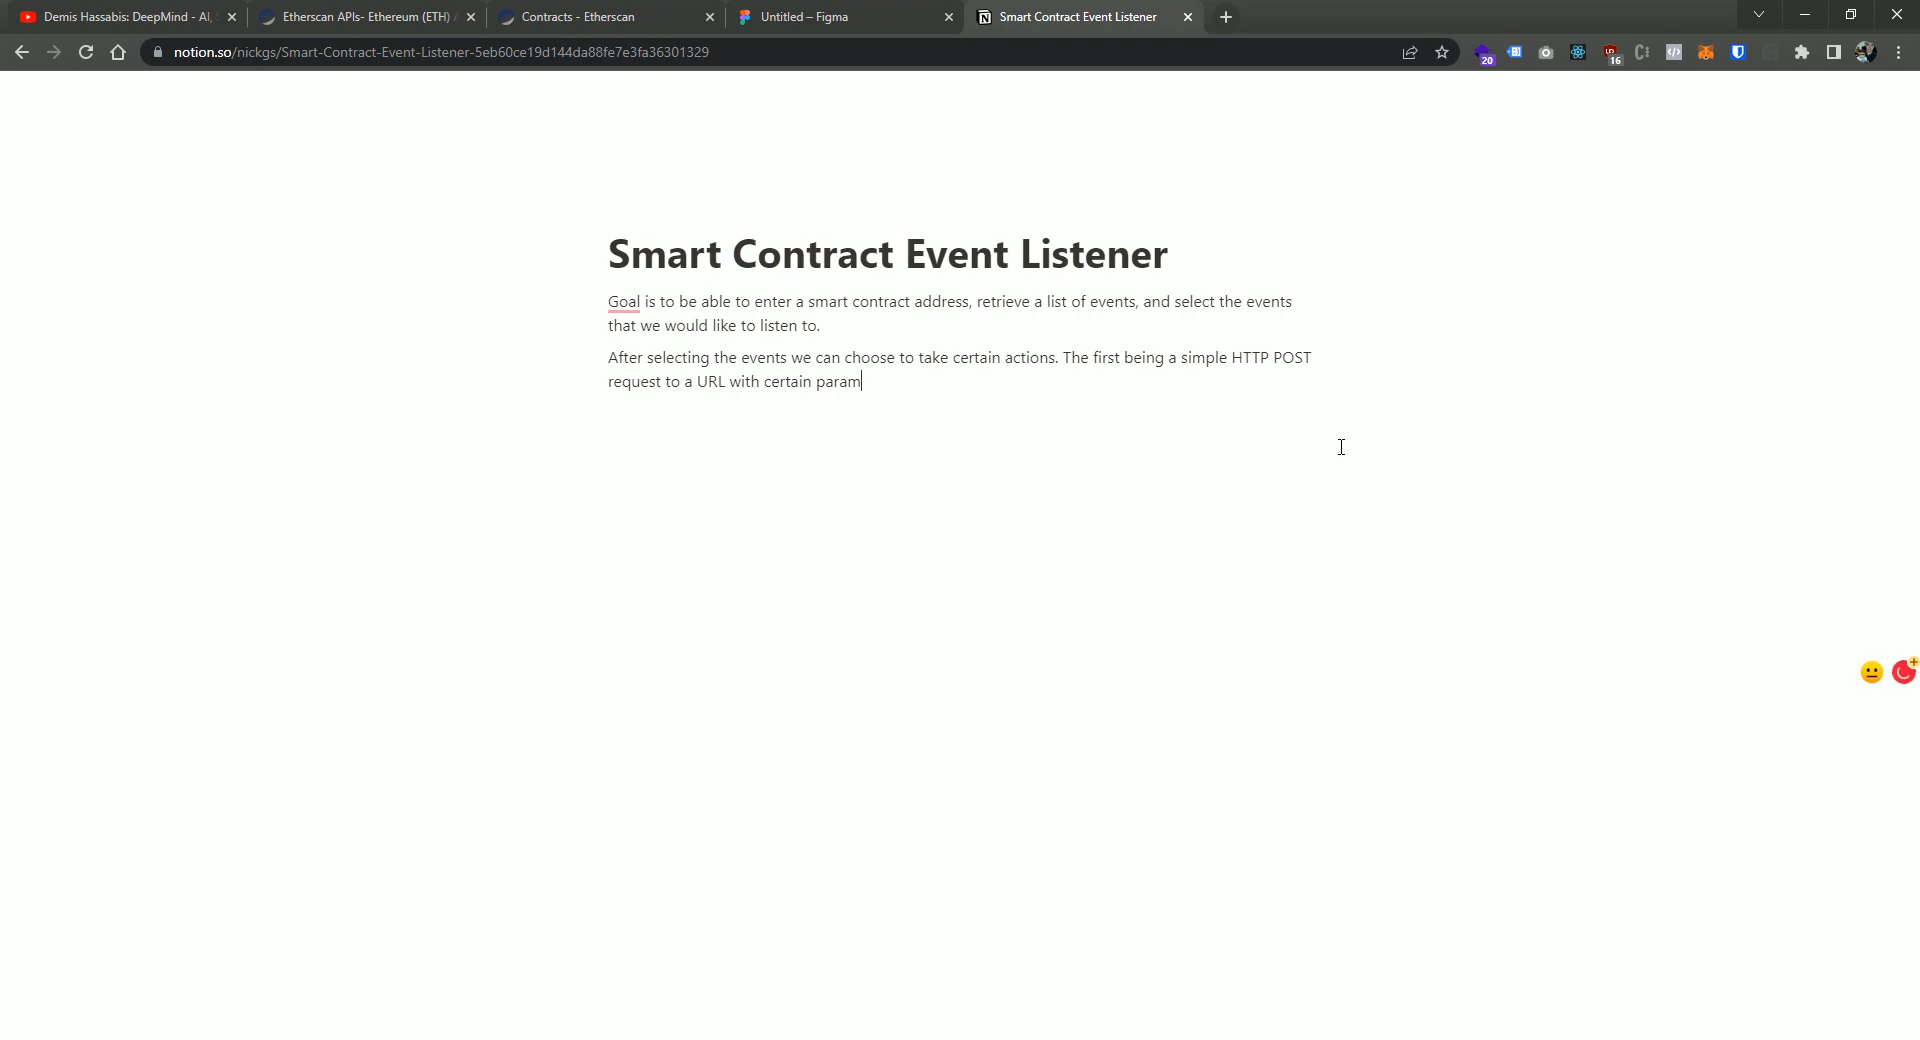 Demis Hassabis: DeepMind - AI,
Etherscan APIs- Ethereum (ETH)
Contracts - Etherscan
Untitled – Figma
Smart Contract Event Listener
notion.so/nickgs/Smart-Contract-Event-Listener-5eb60ce19d144da88fe7e3fa36301329
20
16
Smart Contract Event Listener
Goal is to be able to enter a smart contract address, retrieve a list of events, and select the events
that we would like to listen to.
After selecting the events we can choose to take certain actions. The first being a simple HTTP POST
request to a URL with certain param